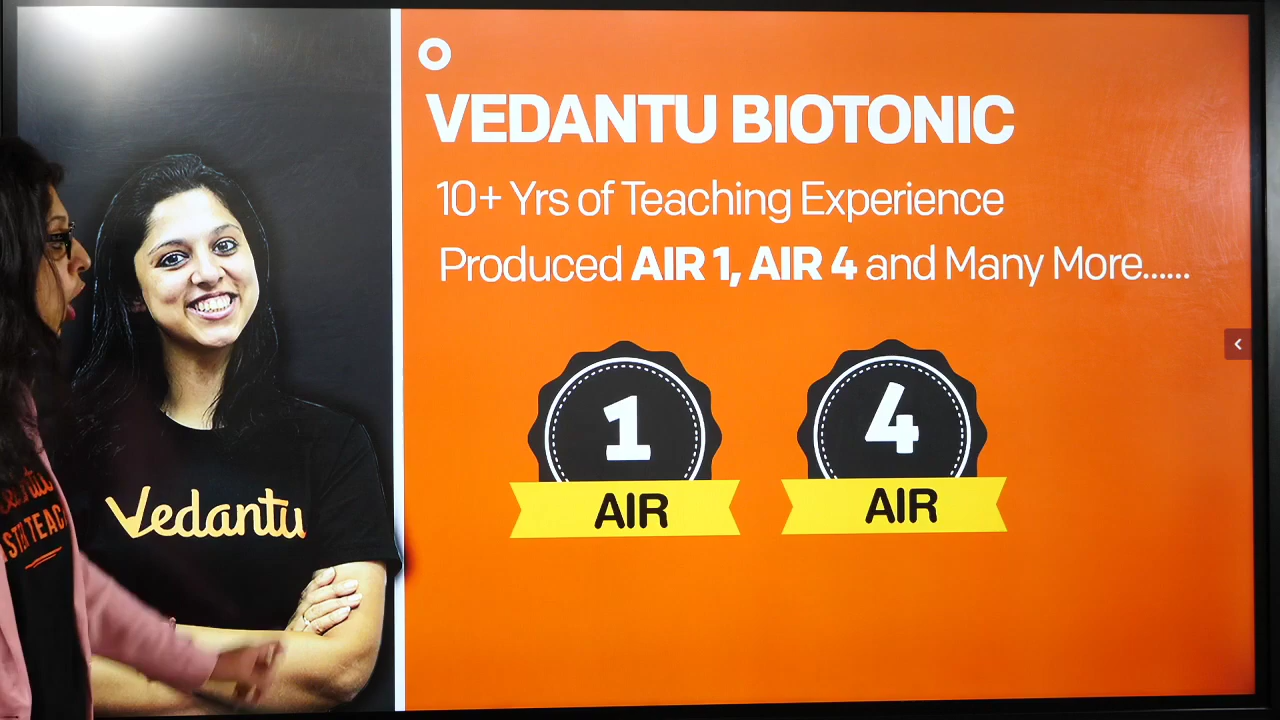 VEDANTU BIOTONIC
10+ Yrs of Teaching Experience
Produced AIR 1, AIR 4 and Many More......
1
AIR
4
AIR
Vedantu